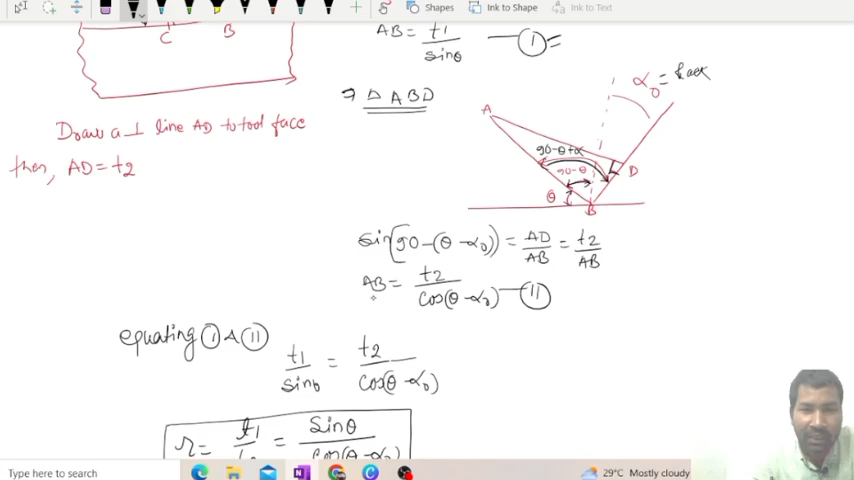 Shapes Ink to Shape Ink to Text
AB = t1/sinθ — I
C B
⇒ Δ ABD
α0 = back
Draw a ⊥ line AD to tool face
then, AD = t2
A
90-θ+α
90-θ
D
θ
B
sin[90-(θ-α0)] = AD/AB = t2/AB
AB = t2/cos(θ-α0) — II
equating I & II
t1/sinθ = t2/cos(θ-α0)
r = t1/t2 = sinθ/cos(θ-α0)
Type here to search
29°C Mostly cloudy